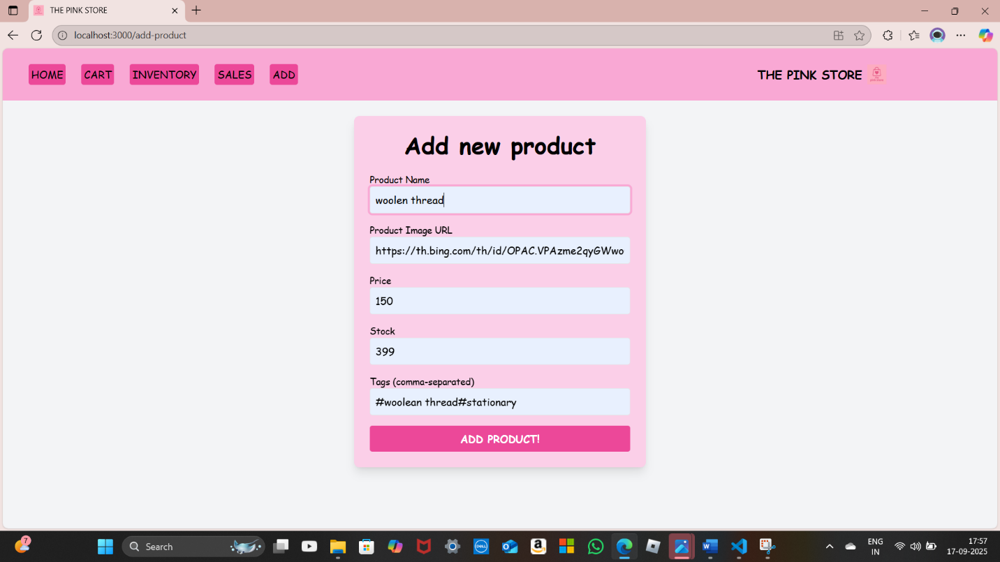 THE PINK STORE
localhost:3000/add-product
HOME CART INVENTORY SALES ADD THE PINK STORE
Add new product
Product Name
woolen thread
Product Image URL
https://th.bing.com/th/id/OPAC.VPAzme2qyGWwo
Price
150
Stock
399
Tags (comma-separated)
#woolean thread#stationary
ADD PRODUCT!
7
Search
DELL
ENG
IN
17:57
17-09-2025